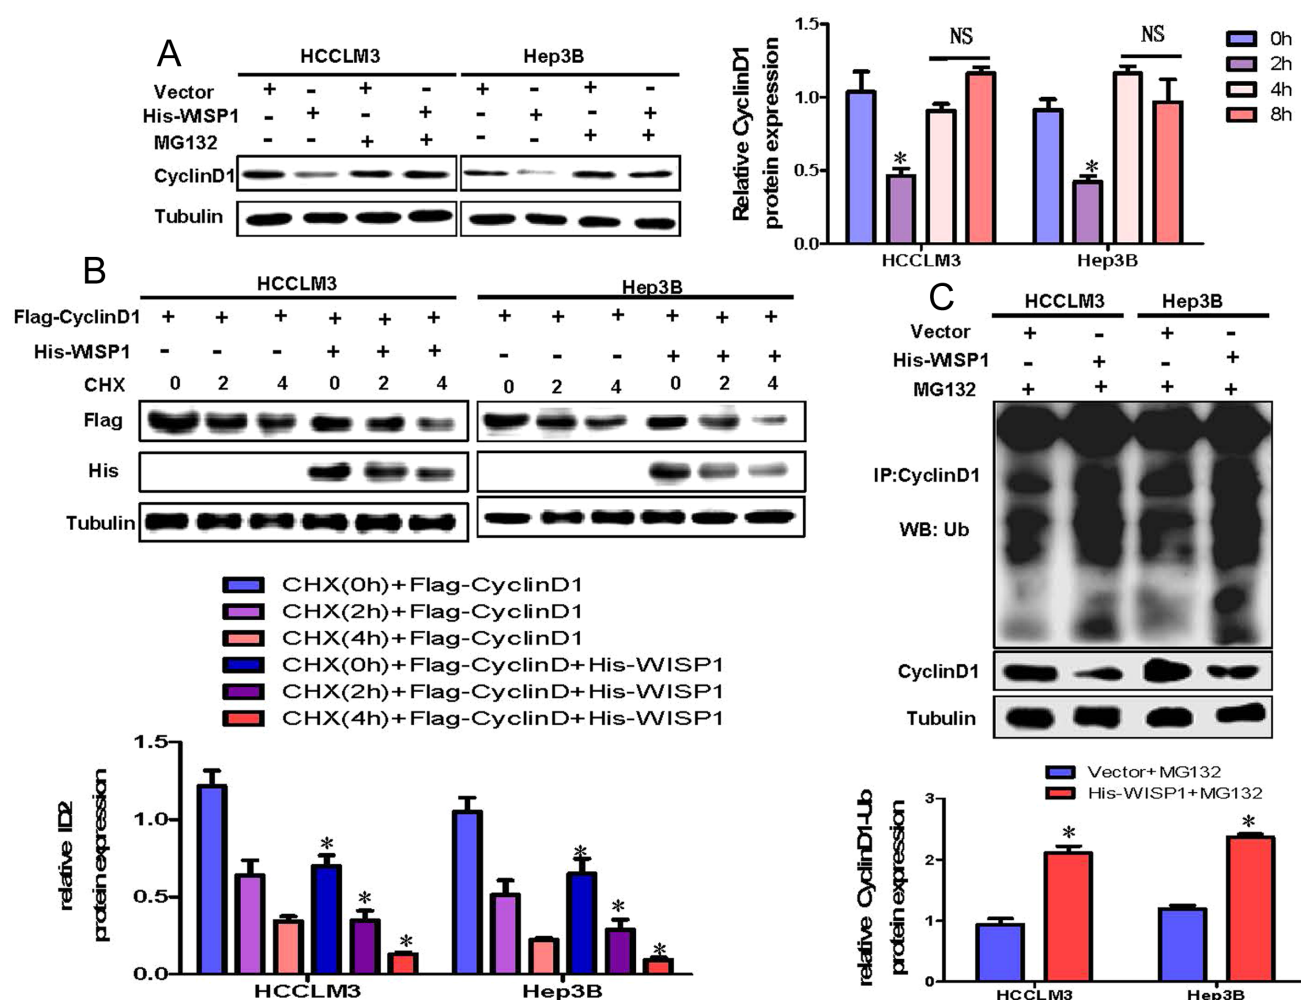 A
HCCLM3 Hep3B
Vector + - + - + - + -
His-WISP1 - + - + - + - +
MG132 - - + + - - + +
CyclinD1
Tubulin
Relative CyclinD1
protein expression
1.5
1.0
0.5
0.0
NS NS
* *
HCCLM3 Hep3B
0h
2h
4h
8h
B
HCCLM3 Hep3B
Flag-CyclinD1 + + + + + + + + + + + +
His-WISP1 - - - + + + - - - + + +
CHX 0 2 4 0 2 4 0 2 4 0 2 4
Flag
His
Tubulin
CHX(0h)+Flag-CyclinD1
CHX(2h)+Flag-CyclinD1
CHX(4h)+Flag-CyclinD1
CHX(0h)+Flag-CyclinD+His-WISP1
CHX(2h)+Flag-CyclinD+His-WISP1
CHX(4h)+Flag-CyclinD+His-WISP1
relative ID2
protein expression
1.5
1.0
0.5
0.0
* * * * * *
HCCLM3 Hep3B
C
HCCLM3 Hep3B
Vector + - + -
His-WISP1 - + - +
MG132 + + + +
IP:CyclinD1
WB: Ub
CyclinD1
Tubulin
Vector+MG132
His-WISP1+MG132
relative CyclinD1-Ub
protein expression
3
2
1
0
* *
HCCLM3 Hep3B